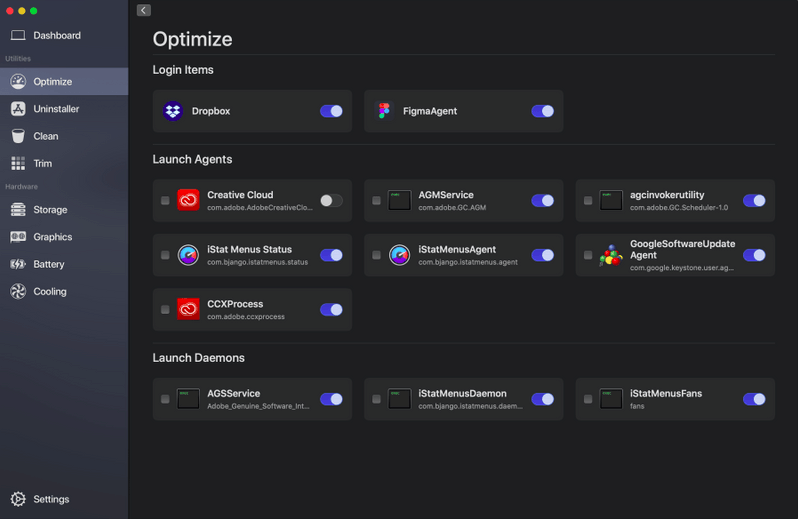 Dashboard
Utilities
Optimize
Uninstaller
Clean
Trim
Hardware
Storage
Graphics
Battery
Cooling
Settings
Optimize
Login Items
Dropbox
FigmaAgent
Launch Agents
Creative Cloud
com.adobe.AdobeCreativeClo...
AGMService
com.adobe.GC.AGM
agcinvokerutility
com.adobe.GC.Scheduler-1.0
iStat Menus Status
com.bjango.istatmenus.status
iStatMenusAgent
com.bjango.istatmenus.agent
GoogleSoftwareUpdate
Agent
com.google.keystone.user.ag...
CCXProcess
com.adobe.ccxprocess
Launch Daemons
AGSService
Adobe_Genuine_Software_Int...
iStatMenusDaemon
com.bjango.istatmenus.daem...
iStatMenusFans
fans